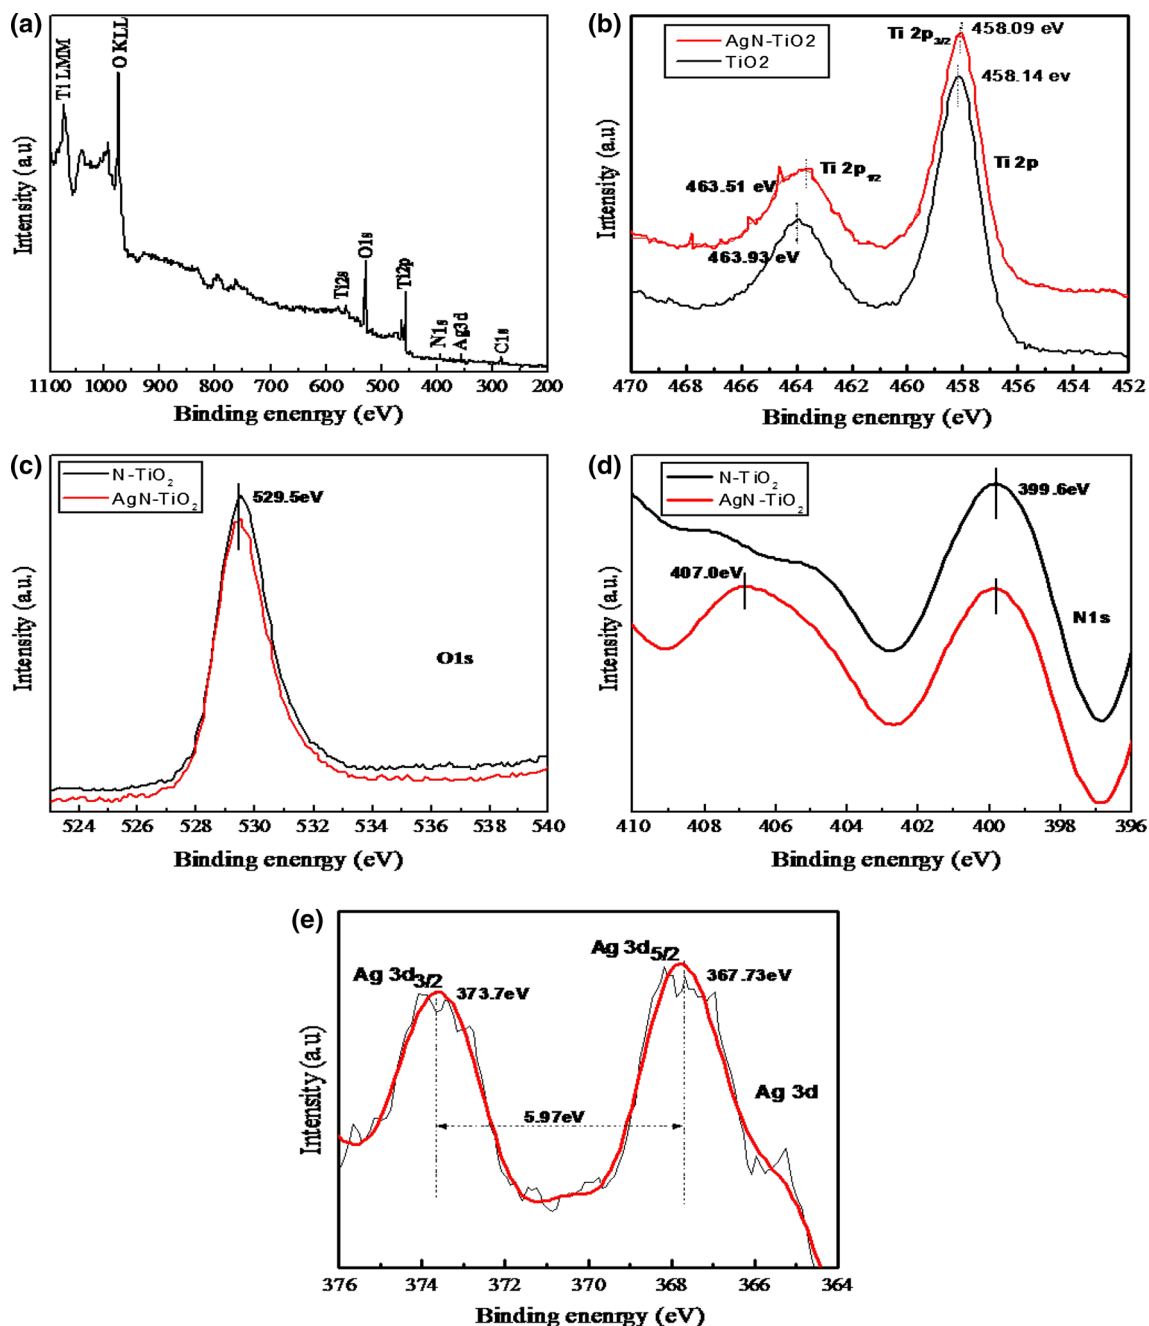 (a)
Ti LMM
O KLL
Ti2s
O1s
Ti2p
N1s
Ag3d
C1s
Intensity (a.u)
1100 1000 900 800 700 600 500 400 300 200
Binding enenrgy (eV)
(b)
AgN-TiO2
TiO2
Ti 2p3/2
458.09 eV
458.14 ev
Ti 2p1/2
Ti 2p
463.51 eV
463.93 eV
Intensity (a.u)
470 468 466 464 462 460 458 456 454 452
Binding enenrgy (eV)
(c)
N-TiO2
AgN-TiO2
529.5eV
O1s
Intensity (a.u.)
524 526 528 530 532 534 536 538 540
Binding enenrgy (eV)
(d)
N-TiO2
AgN-TiO2
399.6eV
407.0eV
N1s
Intensity (a.u.)
410 408 406 404 402 400 398 396
Binding enenrgy (eV)
(e)
Ag 3d3/2
373.7eV
Ag 3d5/2
367.73eV
Ag 3d
5.97eV
Intensity (a.u)
376 374 372 370 368 366 364
Binding enenrgy (eV)